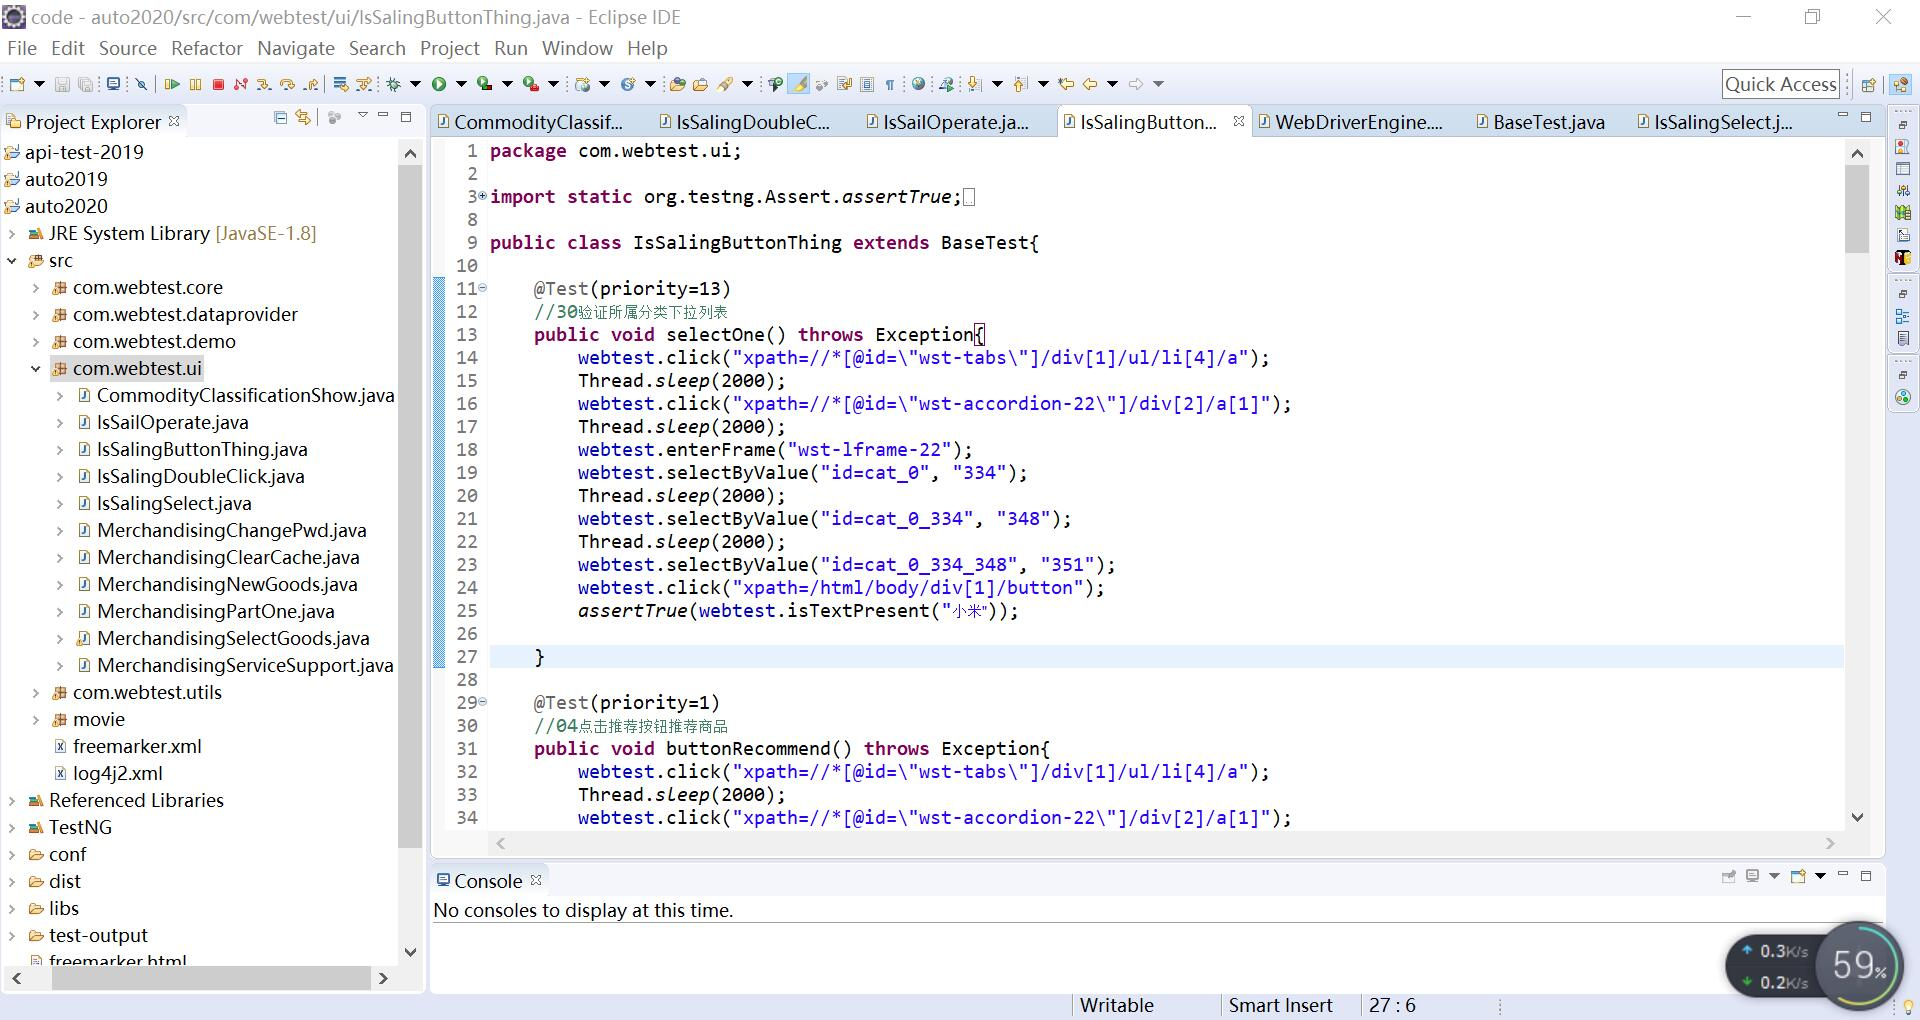 code - auto2020/src/com/webtest/ui/IsSalingButtonThing.java - Eclipse IDE
File Edit Source Refactor Navigate Search Project Run Window Help
Quick Access
Project Explorer
api-test-2019
auto2019
auto2020
JRE System Library [JavaSE-1.8]
src
com.webtest.core
com.webtest.dataprovider
com.webtest.demo
com.webtest.ui
CommodityClassificationShow.java
IsSailOperate.java
IsSalingButtonThing.java
IsSalingDoubleClick.java
IsSalingSelect.java
MerchandisingChangePwd.java
MerchandisingClearCache.java
MerchandisingNewGoods.java
MerchandisingPartOne.java
MerchandisingSelectGoods.java
MerchandisingServiceSupport.java
com.webtest.utils
movie
freemarker.xml
log4j2.xml
Referenced Libraries
TestNG
conf
dist
libs
test-output
freemarker.html
CommodityClassif... IsSalingDoubleC... IsSailOperate.ja... IsSalingButton... WebDriverEngine.... BaseTest.java IsSalingSelect.j...
1 package com.webtest.ui;
2
3 import static org.testng.Assert.assertTrue;
8
9 public class IsSalingButtonThing extends BaseTest{
10
11 @Test(priority=13)
12 //30验证所属分类下拉列表
13 public void selectOne() throws Exception{
14 webtest.click("xpath=//*[@id=\"wst-tabs\"]/div[1]/ul/li[4]/a");
15 Thread.sleep(2000);
16 webtest.click("xpath=//*[@id=\"wst-accordion-22\"]/div[2]/a[1]");
17 Thread.sleep(2000);
18 webtest.enterFrame("wst-lframe-22");
19 webtest.selectByValue("id=cat_0", "334");
20 Thread.sleep(2000);
21 webtest.selectByValue("id=cat_0_334", "348");
22 Thread.sleep(2000);
23 webtest.selectByValue("id=cat_0_334_348", "351");
24 webtest.click("xpath=/html/body/div[1]/button");
25 assertTrue(webtest.isTextPresent("小米"));
26
27 }
28
29 @Test(priority=1)
30 //04点击推荐按钮推荐商品
31 public void buttonRecommend() throws Exception{
32 webtest.click("xpath=//*[@id=\"wst-tabs\"]/div[1]/ul/li[4]/a");
33 Thread.sleep(2000);
34 webtest.click("xpath=//*[@id=\"wst-accordion-22\"]/div[2]/a[1]");
Console
No consoles to display at this time.
0.3K/s
0.2K/s
59%
Writable Smart Insert 27 : 6